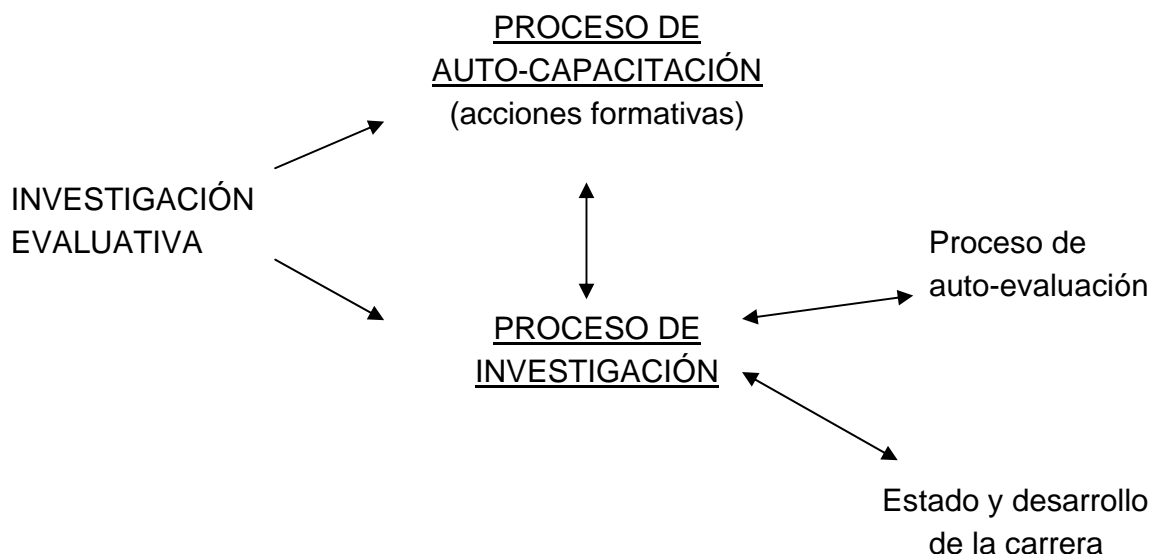 PROCESO DE
AUTO-CAPACITACIÓN
(acciones formativas)
INVESTIGACIÓN
EVALUATIVA
Proceso de
auto-evaluación
PROCESO DE
INVESTIGACIÓN
Estado y desarrollo
de la carrera